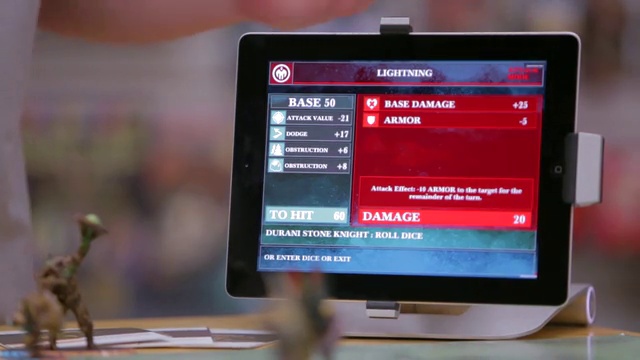 LIGHTNING
BASE 50
ATTACK VALUE -21
DODGE +17
OBSTRUCTION +6
OBSTRUCTION +8
TO HIT 60
BASE DAMAGE +25
ARMOR -5
Attack Effect: -10 ARMOR to the target for the
remainder of the turn.
DAMAGE 20
DURANI STONE KNIGHT : ROLL DICE
OR ENTER DICE OR EXIT